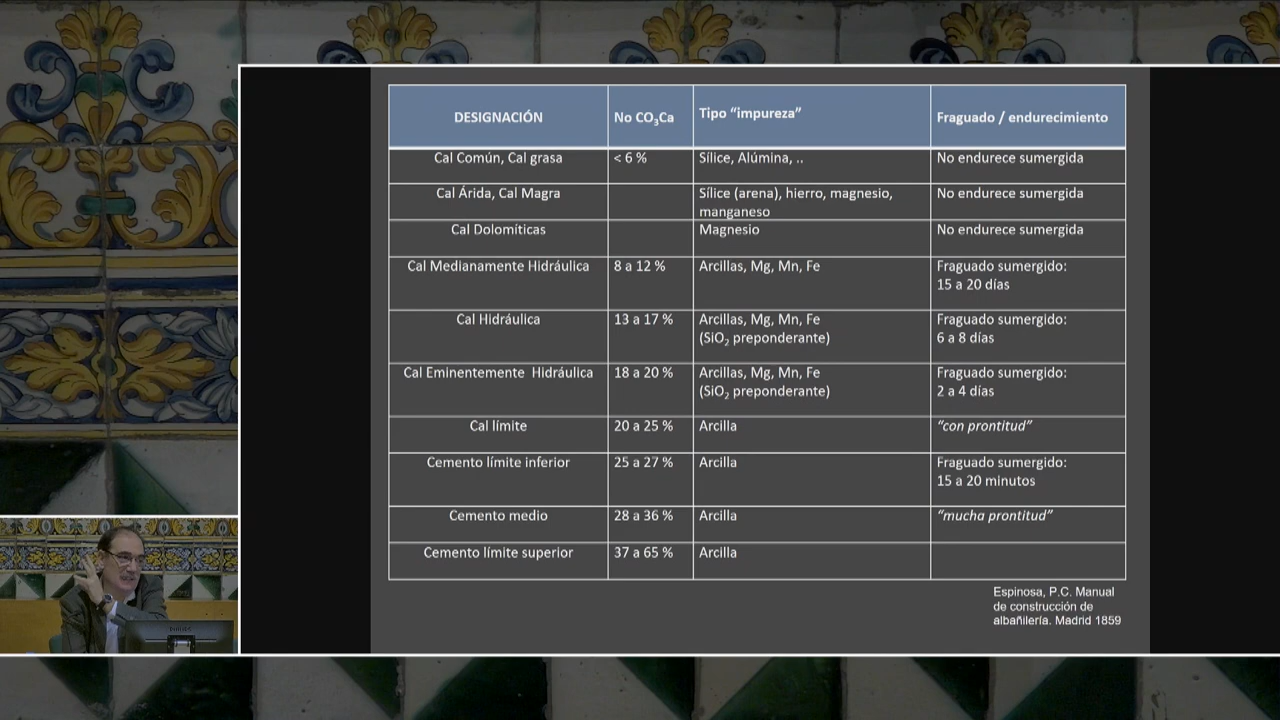 DESIGNACIÓN No CO₃Ca Tipo “impureza” Fraguado / endurecimiento
Cal Común, Cal grasa < 6 % Sílice, Alúmina, .. No endurece sumergida
Cal Árida, Cal Magra Sílice (arena), hierro, magnesio, No endurece sumergida
manganeso
Cal Dolomíticas Magnesio No endurece sumergida
Cal Medianamente Hidráulica 8 a 12 % Arcillas, Mg, Mn, Fe Fraguado sumergido:
15 a 20 días
Cal Hidráulica 13 a 17 % Arcillas, Mg, Mn, Fe Fraguado sumergido:
(SiO₂ preponderante) 6 a 8 días
Cal Eminentemente Hidráulica 18 a 20 % Arcillas, Mg, Mn, Fe Fraguado sumergido:
(SiO₂ preponderante) 2 a 4 días
Cal límite 20 a 25 % Arcilla “con prontitud”
Cemento límite inferior 25 a 27 % Arcilla Fraguado sumergido:
15 a 20 minutos
Cemento medio 28 a 36 % Arcilla “mucha prontitud”
Cemento límite superior 37 a 65 % Arcilla
Espinosa, P.C. Manual
de construcción de
albañilería. Madrid 1859
PHILIPS